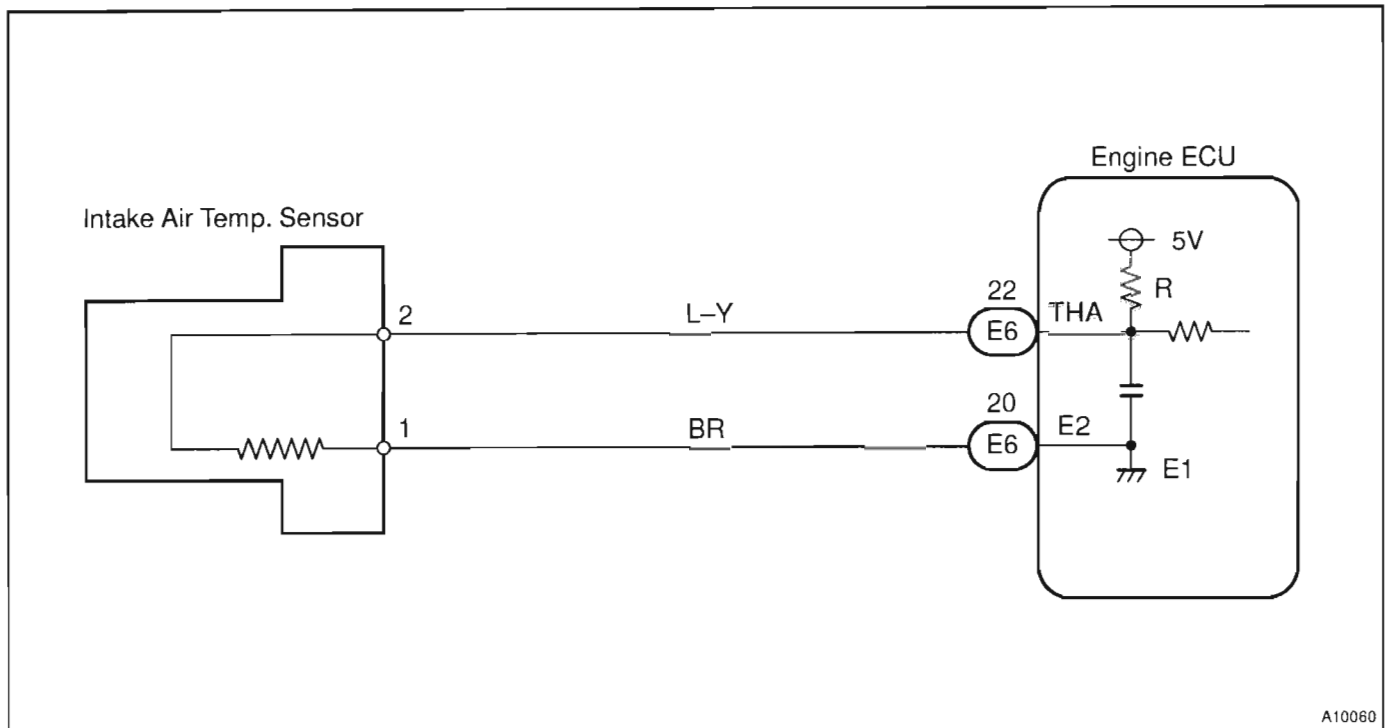 Engine ECU
Intake Air Temp. Sensor
5V
R
22
2
L–Y
E6
THA
20
1
BR
E6
E2
E1
A10060